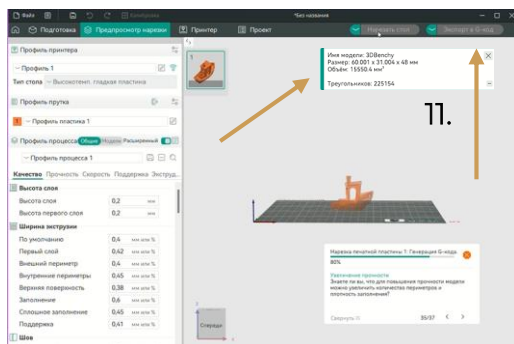 Файл
Калибровка
*Без названия
Подготовка
Предпросмотр нарезки
Принтер
Проект
Нарезать стол
Экспорт в G-код
Профиль принтера
Профиль 1
Тип стола
Высокотемп. гладкая пластина
Профиль прутка
1 Профиль пластика 1
Профиль процесса Общие Модели Расширенный
Профиль процесса 1
Качество Прочность Скорость Поддержка Экструд...
Высота слоя
Высота слоя 0,2 мм
Высота первого слоя 0,2 мм
Ширина экструзии
По умолчанию 0,4 мм или %
Первый слой 0,42 мм или %
Внешний периметр 0,4 мм или %
Внутренние периметры 0,45 мм или %
Верхняя поверхность 0,38 мм или %
Заполнение 0,6 мм или %
Сплошное заполнение 0,45 мм или %
Поддержка 0,41 мм или %
Шов
1
Имя модели: 3DBenchy
Размер: 60.001 x 31.004 x 48 мм
Объём: 15550.4 мм³
Треугольников: 225154
11.
Нарезка печатной пластины 1: Генерация G-кода
80%
Увеличение прочности
Знаете ли вы, что для повышения прочности модели
можно увеличить количество периметров и
плотность заполнения?
Свернуть
35/37
Спереди